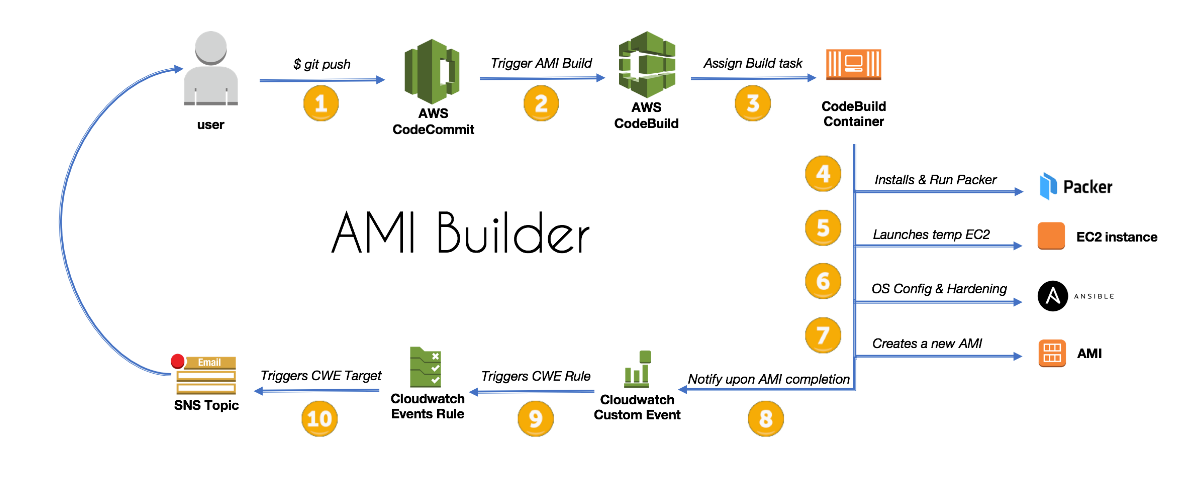 $ git push
Trigger AMI Build
Assign Build task
1
2
3
user
AWS
CodeCommit
AWS
CodeBuild
CodeBuild
Container
4
Installs & Run Packer
Packer
5
Launches temp EC2
EC2 instance
AMI Builder
6
OS Config & Hardening
ANSIBLE
7
Creates a new AMI
AMI
Email
SNS Topic
Triggers CWE Target
10
Cloudwatch
Events Rule
Triggers CWE Rule
9
Cloudwatch
Custom Event
Notify upon AMI completion
8